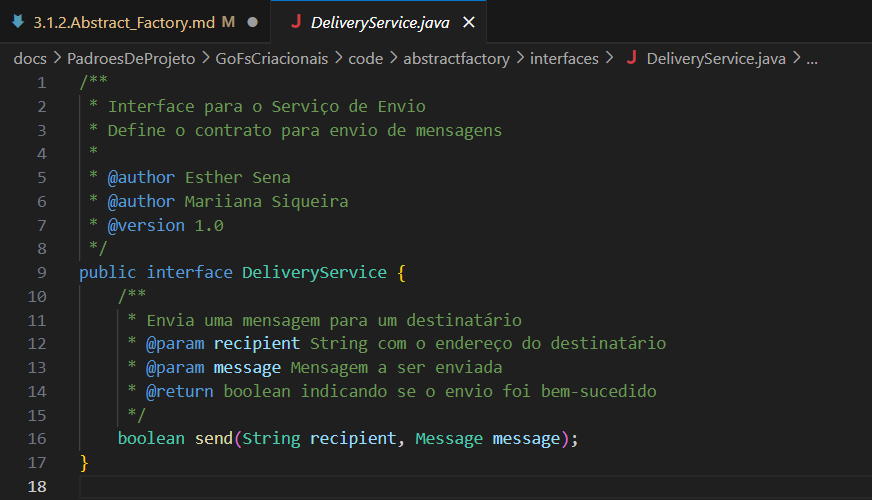 3.1.2.Abstract_Factory.md M ●
J DeliveryService.java ×
docs > PadroesDeProjeto > GoFsCriacionais > code > abstractfactory > interfaces > J DeliveryService.java > ...
1 /**
2  * Interface para o Serviço de Envio
3  * Define o contrato para envio de mensagens
4  *
5  * @author Esther Sena
6  * @author Mariiana Siqueira
7  * @version 1.0
8  */
9 public interface DeliveryService {
10     /**
11      * Envia uma mensagem para um destinatário
12      * @param recipient String com o endereço do destinatário
13      * @param message Mensagem a ser enviada
14      * @return boolean indicando se o envio foi bem-sucedido
15      */
16     boolean send(String recipient, Message message);
17 }
18